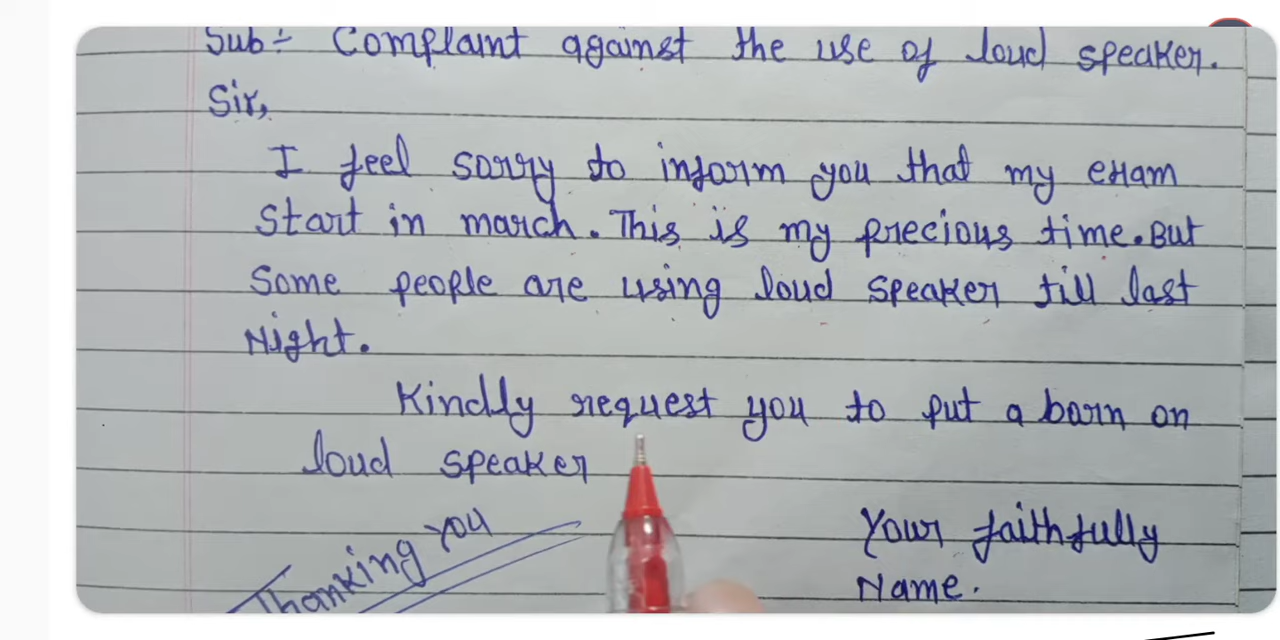 Sub:- Complaint against the use of loud speaker.
Sir,
I feel sorry to inform you that my exam
start in march. This is my precious time. But
some people are using loud speaker till last
Night.
Kindly request you to put a barn on
loud speaker
Thanking you
Your faithfully
Name.